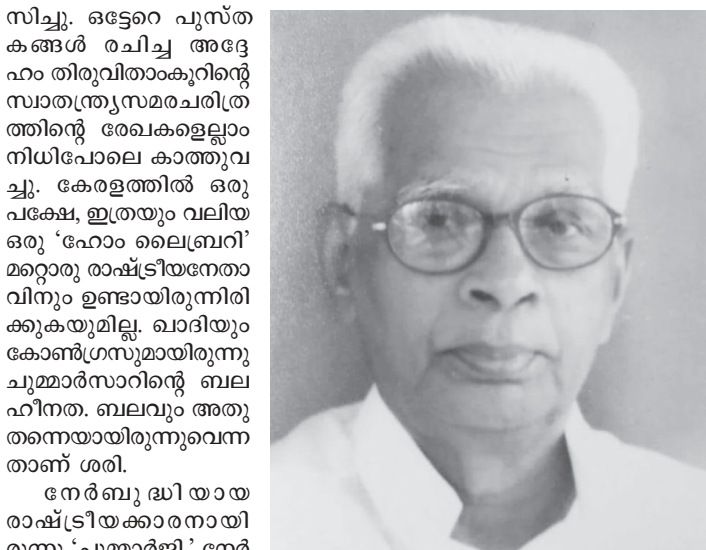 സിച്ചു. ഒട്ടേറെ പുസ്ത
കങ്ങൾ രചിച്ച അദ്ദേ
ഹം തിരുവിതാംകൂറിന്റെ
സ്വാതന്ത്ര്യസമരചരിത്ര
ത്തിന്റെ രേഖകളെല്ലാം
നിധിപോലെ കാത്തുവ
ച്ചു. കേരളത്തിൽ ഒരു
പക്ഷേ, ഇത്രയും വലിയ
ഒരു ‘ഹോം ലൈബ്രറി’
മറ്റൊരു രാഷ്ട്രീയനേതാ
വിനും ഉണ്ടായിരുന്നിരി
ക്കുകയുമില്ല. ഖാദിയും
കോൺഗ്രസുമായിരുന്നു
ചുമ്മാർസാറിന്റെ ബല
ഹീനത. ബലവും അതു
തന്നെയായിരുന്നുവെന്ന
താണ് ശരി.
നേർബുദ്ധിയായ
രാഷ്ട്രീയക്കാരനായി
രുന്നു ‘ചുമ്മാർജി.’ നേർ